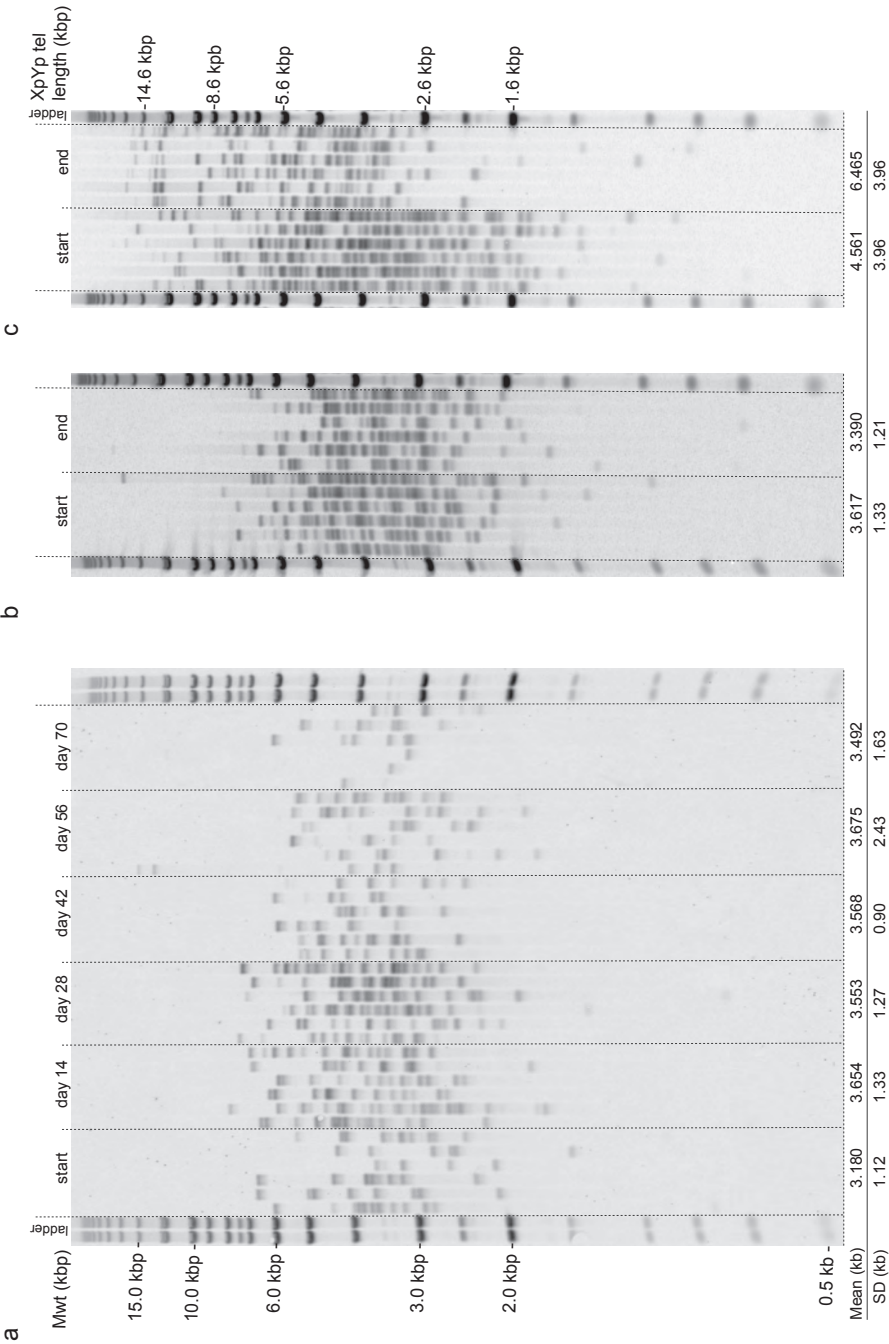 a
Mwt (kbp)
ladder
start
day 14
day 28
day 42
day 56
day 70
15.0 kbp
10.0 kbp
6.0 kbp
3.0 kbp
2.0 kbp
0.5 kb
Mean (kb) 3.180 3.654 3.553 3.568 3.675 3.492
SD (kb) 1.12 1.33 1.27 0.90 2.43 1.63
b
start
end
3.617 3.390
1.33 1.21
c
start
end
ladder
XpYp tel
length (kbp)
14.6 kbp
8.6 kpb
5.6 kbp
2.6 kbp
1.6 kbp
4.561 6.465
3.96 3.96